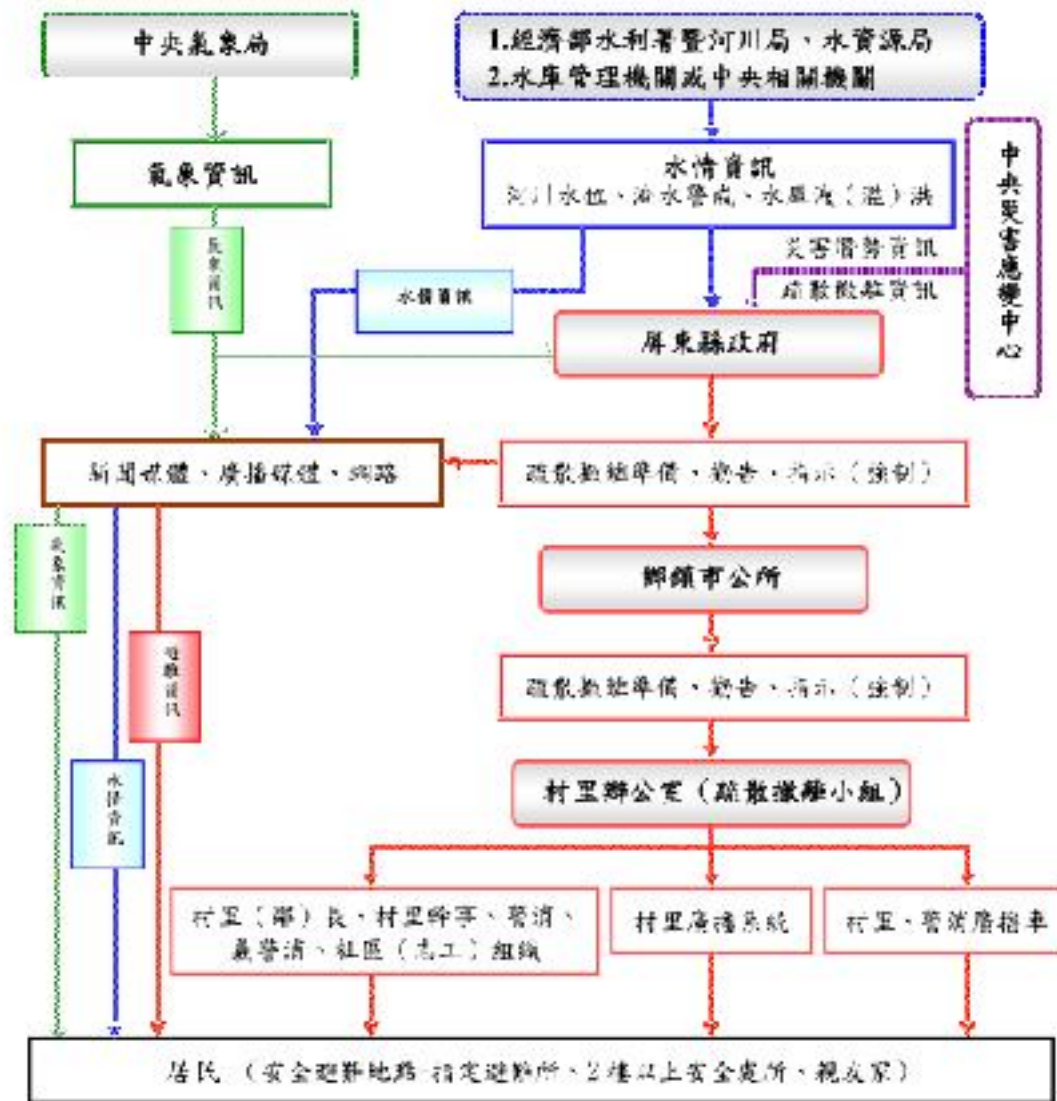 中央氣象局
1.經濟部水利署暨河川局、水資源局
2.水庫管理機關或中央相關機關
氣象資訊
水情資訊
河川水位、淹水警戒、水庫洩(溢)洪
中央災害應變中心
氣象資訊
水情資訊
災害潛勢資訊
疏散撤離資訊
屏東縣政府
新聞媒體、廣播媒體、網路
疏散撤離準備、勸告、指示(強制)
氣象資訊
鄉鎮市公所
避難資訊
疏散撤離準備、勸告、指示(強制)
水情資訊
村里辦公室(疏散撤離小組)
村里(鄰)長、村里幹事、警消、
義警消、社區(志工)組織
村里廣播系統
村里、警消廣播車
居民 (安全避難地點-指定避難所、2樓以上安全處所、親友家)